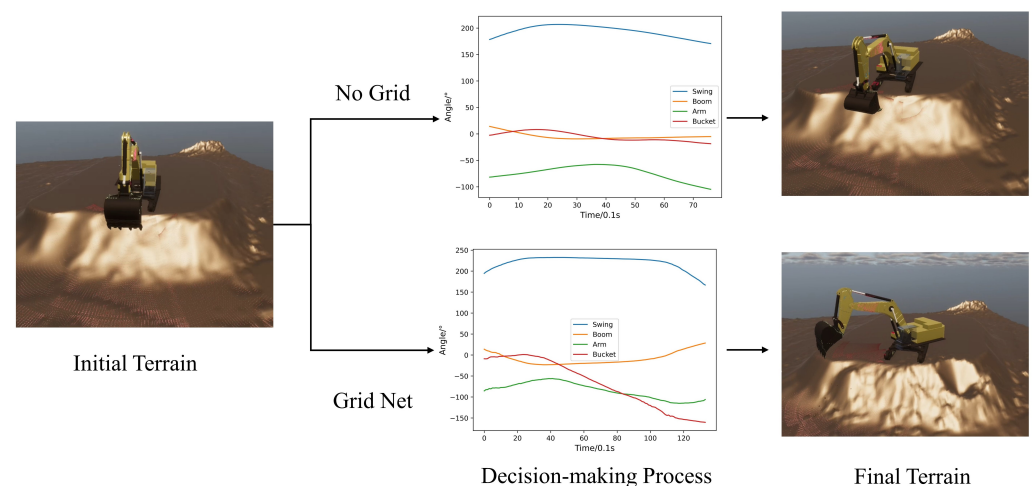 No Grid
Angle/°
200
150
100
50
0
−50
−100
Swing
Boom
Arm
Bucket
0 10 20 30 40 50 60 70
Time/0.1s
Initial Terrain
Grid Net
Angle/°
250
200
150
100
50
0
−50
−100
−150
Swing
Boom
Arm
Bucket
0 20 40 60 80 100 120
Time/0.1s
Decision-making Process
Final Terrain